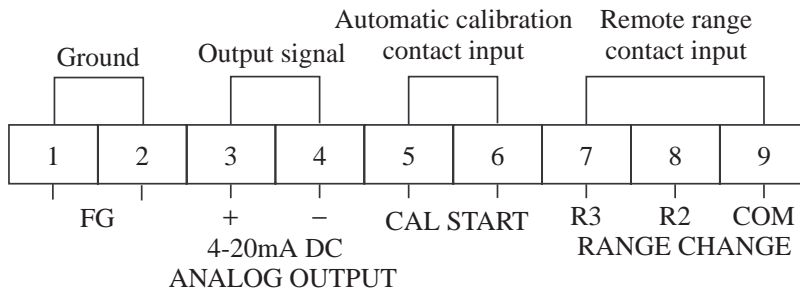 Automatic calibration
contact input
Remote range
contact input
Ground
Output signal
1 2 3 4 5 6 7 8 9
FG + − CAL START R3 R2 COM
4-20mA DC
RANGE CHANGE
ANALOG OUTPUT